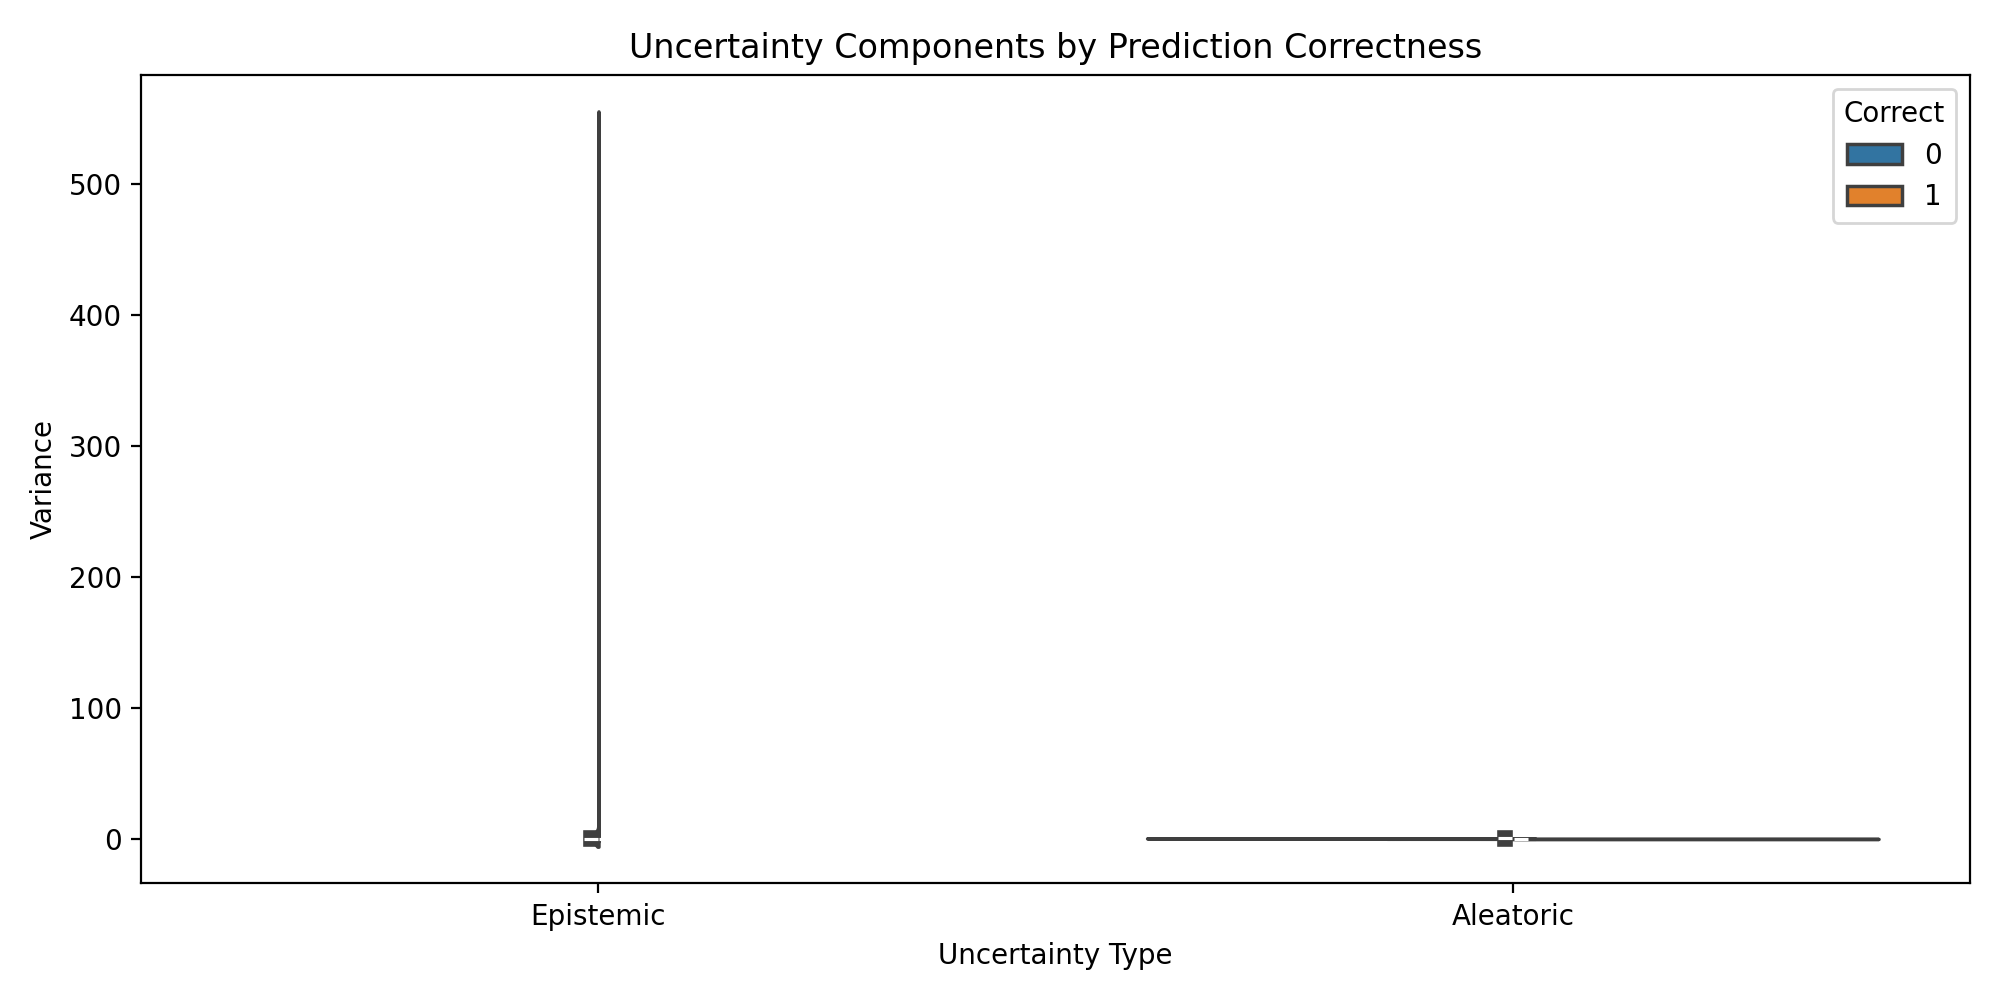 Uncertainty Components by Prediction Correctness
Correct
0
1
500
400
300
200
100
0
Variance
Epistemic
Aleatoric
Uncertainty Type